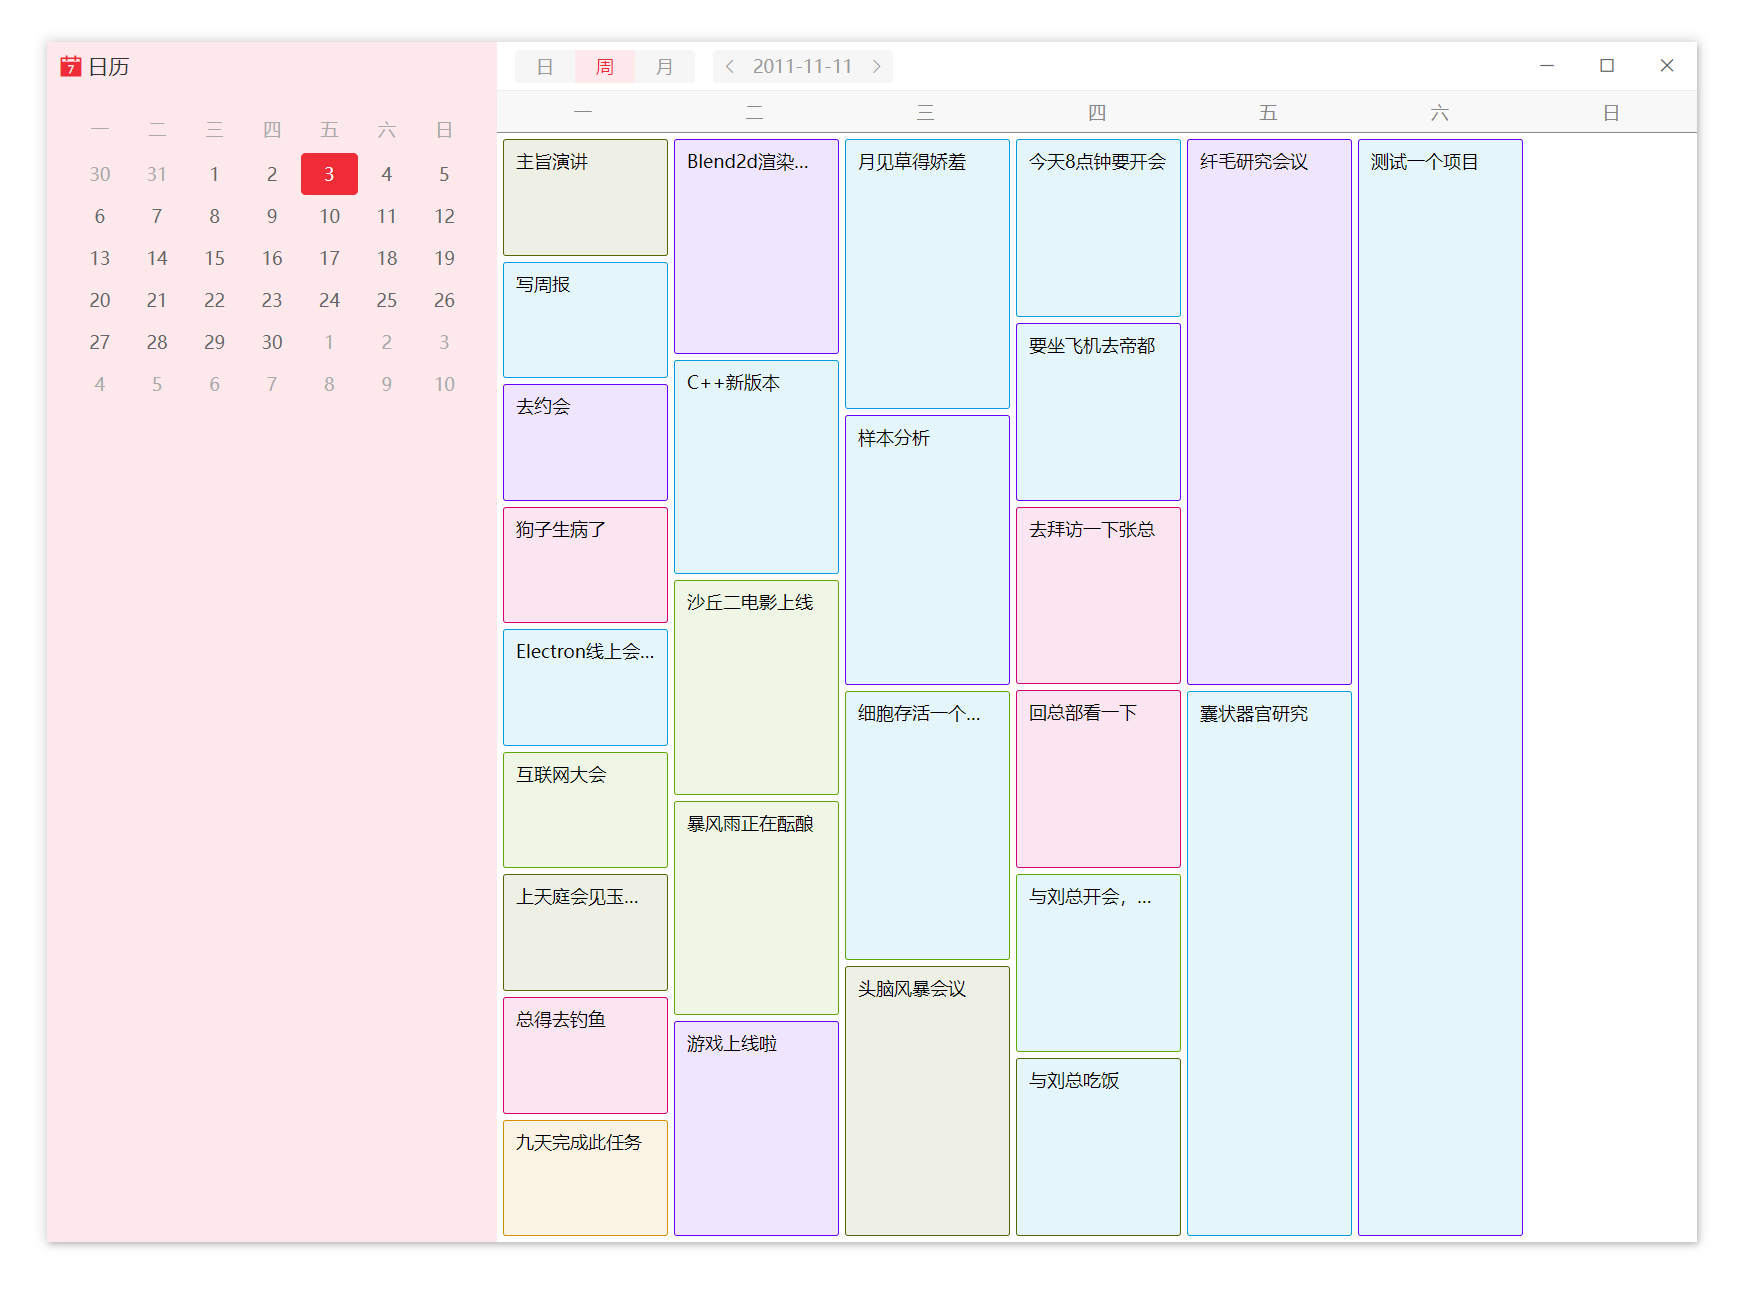 7 日历
一 二 三 四 五 六 日
30 31 1 2 3 4 5
6 7 8 9 10 11 12
13 14 15 16 17 18 19
20 21 22 23 24 25 26
27 28 29 30 1 2 3
4 5 6 7 8 9 10
日 周 月 2011-11-11
一 二 三 四 五 六 日
主旨演讲
写周报
去约会
狗子生病了
Electron线上会...
互联网大会
上天庭会见玉...
总得去钓鱼
九天完成此任务
Blend2d渲染...
C++新版本
沙丘二电影上线
暴风雨正在酝酿
游戏上线啦
月见草得娇羞
样本分析
细胞存活一个...
头脑风暴会议
今天8点钟要开会
要坐飞机去帝都
去拜访一下张总
回总部看一下
与刘总开会，...
与刘总吃饭
纤毛研究会议
囊状器官研究
测试一个项目